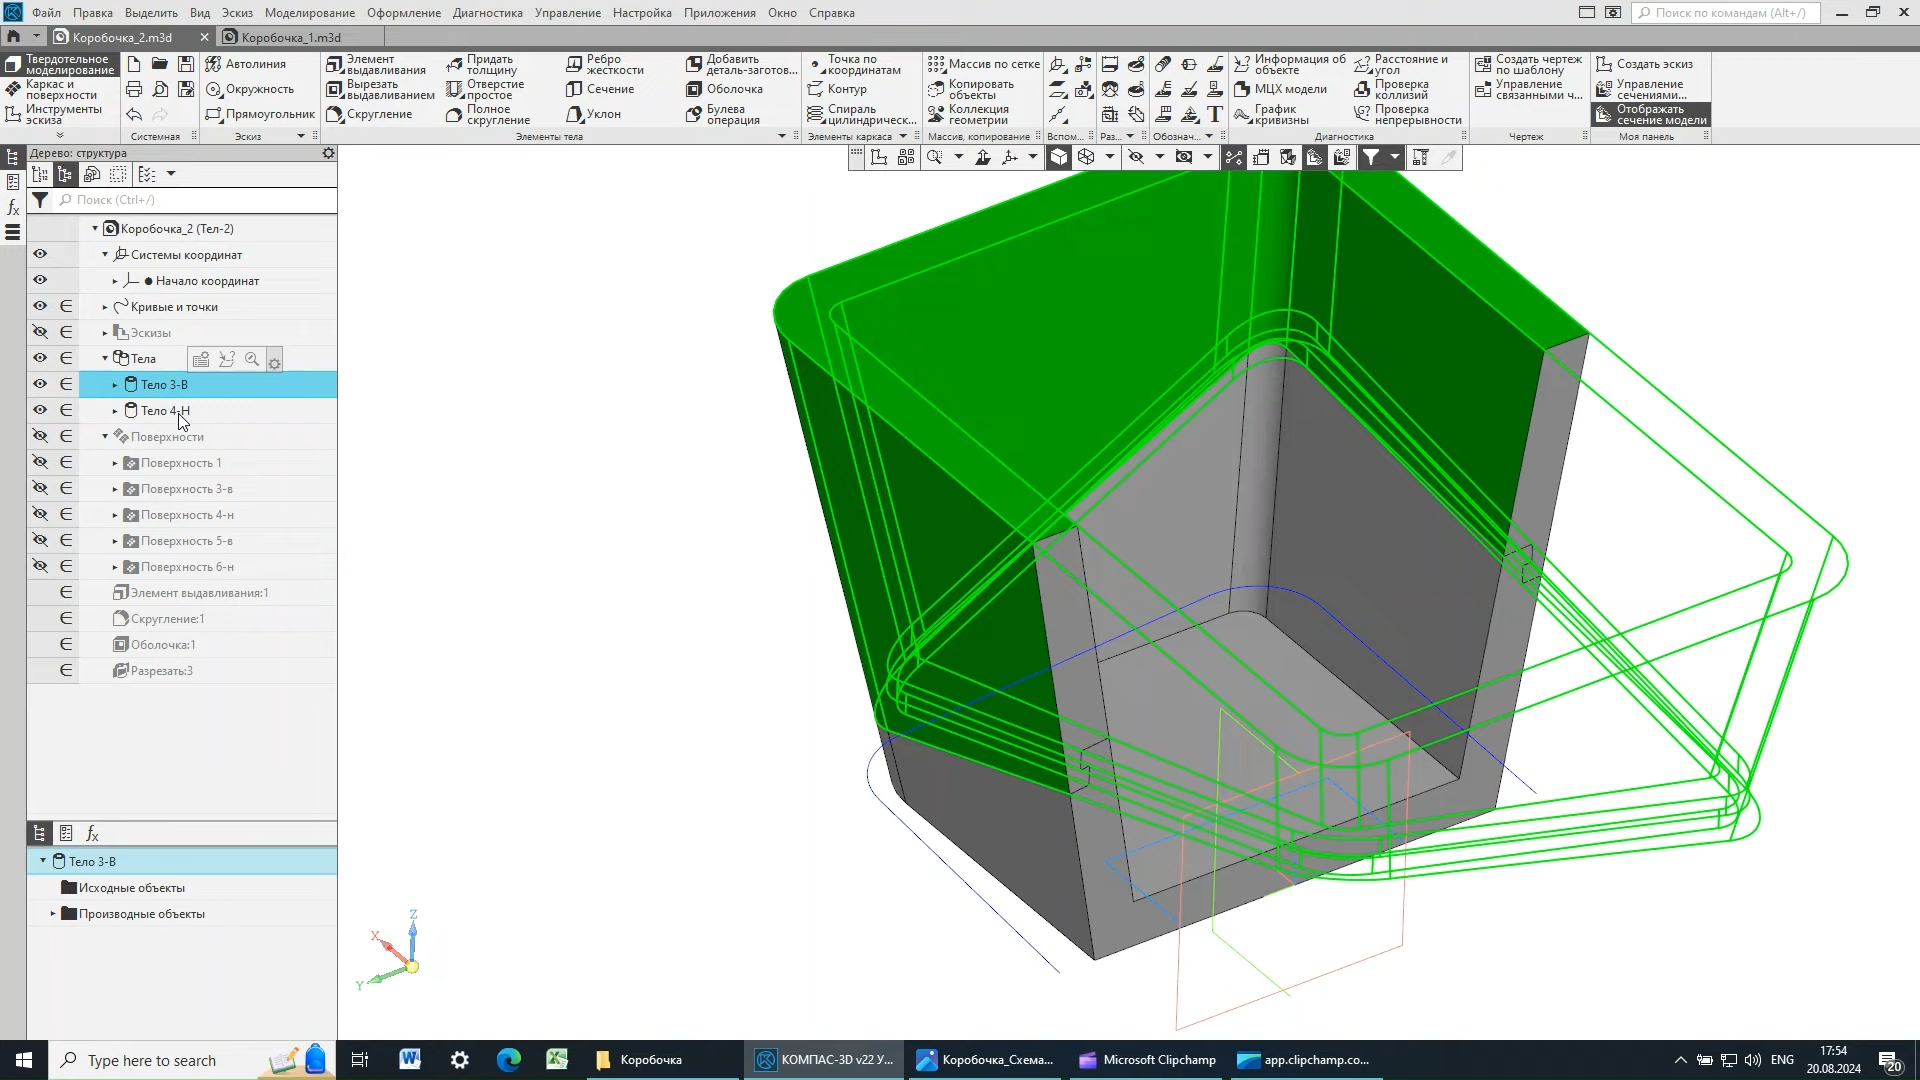 Файл Правка Выделить Вид Эскиз Моделирование Оформление Диагностика Управление Настройка Приложения Окно Справка
Поиск по командам (Alt+/)
Коробочка_2.m3d
Коробочка_1.m3d
Твердотельное моделирование
Каркас и поверхности
Инструменты эскиза
Системная
Автолиния
Окружность
Прямоугольник
Эскиз
Элемент выдавливания
Вырезать выдавливанием
Скругление
Придать толщину
Отверстие простое
Полное скругление
Ребро жесткости
Сечение
Уклон
Добавить деталь-заготов...
Оболочка
Булева операция
Элементы тела
Точка по координатам
Контур
Спираль цилиндрическ...
Элементы каркаса
Массив по сетке
Копировать объекты
Коллекция геометрии
Массив, копирование
Вспом...
Раз...
Обознач...
Информация об объекте
МЦХ модели
График кривизны
Расстояние и угол
Проверка коллизий
Проверка непрерывности
Диагностика
Создать чертеж по шаблону
Управление связанными ч...
Чертеж
Создать эскиз
Управление сечениями...
Отображать сечение модели
Моя панель
Дерево: структура
Поиск (Ctrl+/)
Коробочка_2 (Тел-2)
Системы координат
Начало координат
Кривые и точки
Эскизы
Тела
Тело 3-В
Тело 4-Н
Поверхности
Поверхность 1
Поверхность 3-в
Поверхность 4-н
Поверхность 5-в
Поверхность 6-н
Элемент выдавливания:1
Скругление:1
Оболочка:1
Разрезать:3
Тело 3-В
Исходные объекты
Производные объекты
Z
X
Y
Type here to search
Коробочка
КОМПАС-3D v22 У...
Коробочка_Схема...
Microsoft Clipchamp
app.clipchamp.co...
ENG
17:54
20.08.2024
20